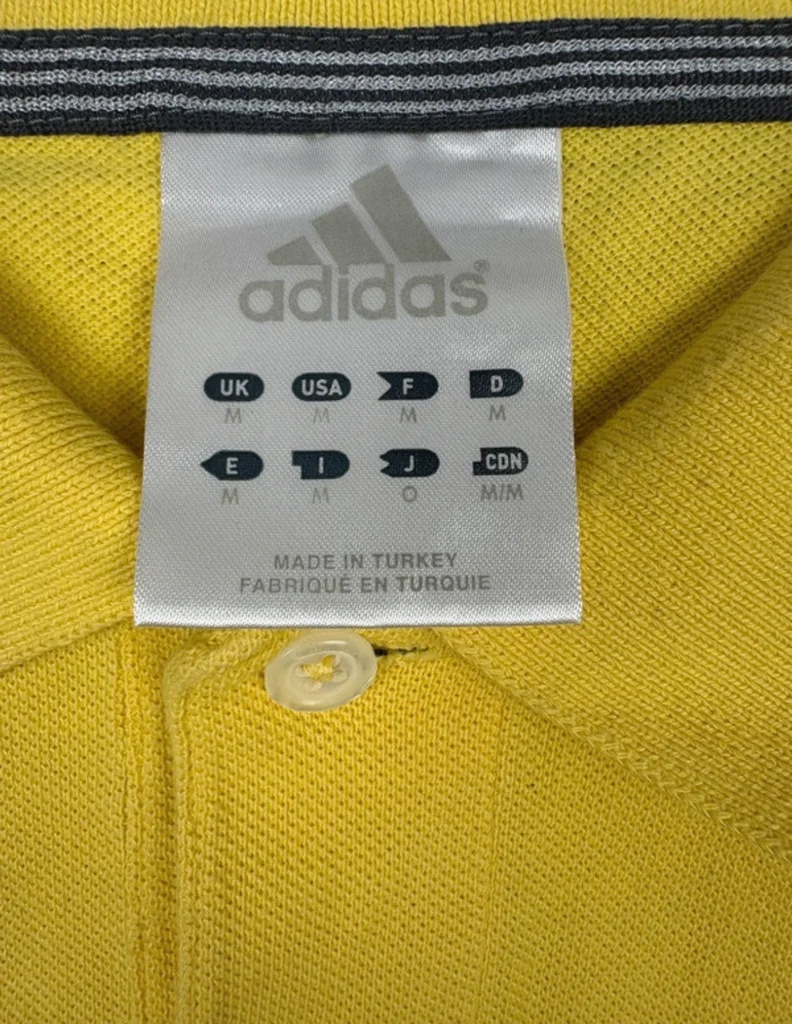 adidas®
UK USA F D
M M M M
E I J CDN
M M O M/M
MADE IN TURKEY
FABRIQUÉ EN TURQUIE